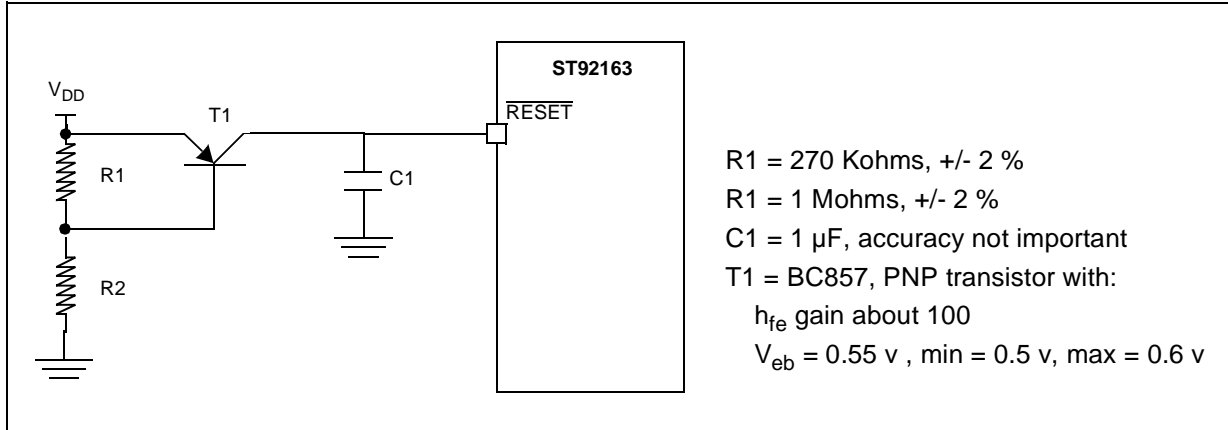 ST92163
V_DD
T1
RESET
R1
C1
R2
R1 = 270 Kohms, +/- 2 %
R1 = 1 Mohms, +/- 2 %
C1 = 1 µF, accuracy not important
T1 = BC857, PNP transistor with:
h_fe gain about 100
V_eb = 0.55 v , min = 0.5 v, max = 0.6 v